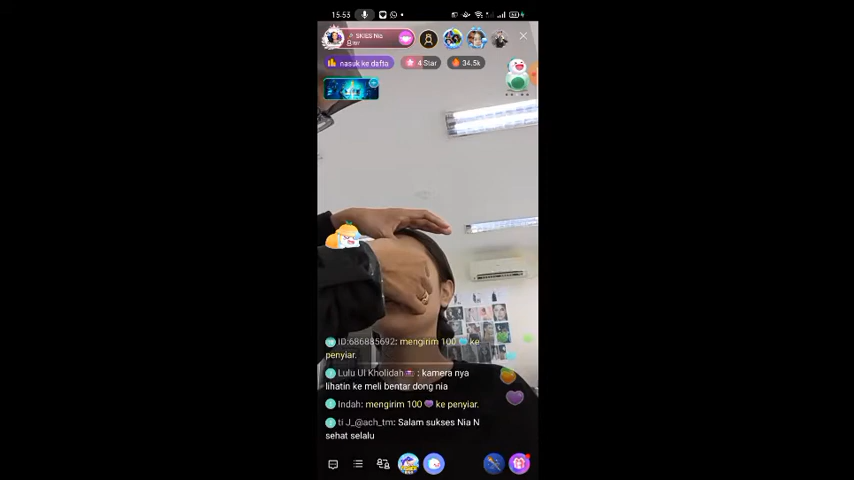 15:53
SKIES Nia
nasuk ke dafta
4 Star
34.5k
ID:686885692: mengirim 100 ke
penyiar.
Lulu Ul Kholidah : kamera nya
lihatin ke meli bentar dong nia
Indah: mengirim 100 ke penyiar.
ti J_@ach_tm: Salam sukses Nia N
sehat selalu